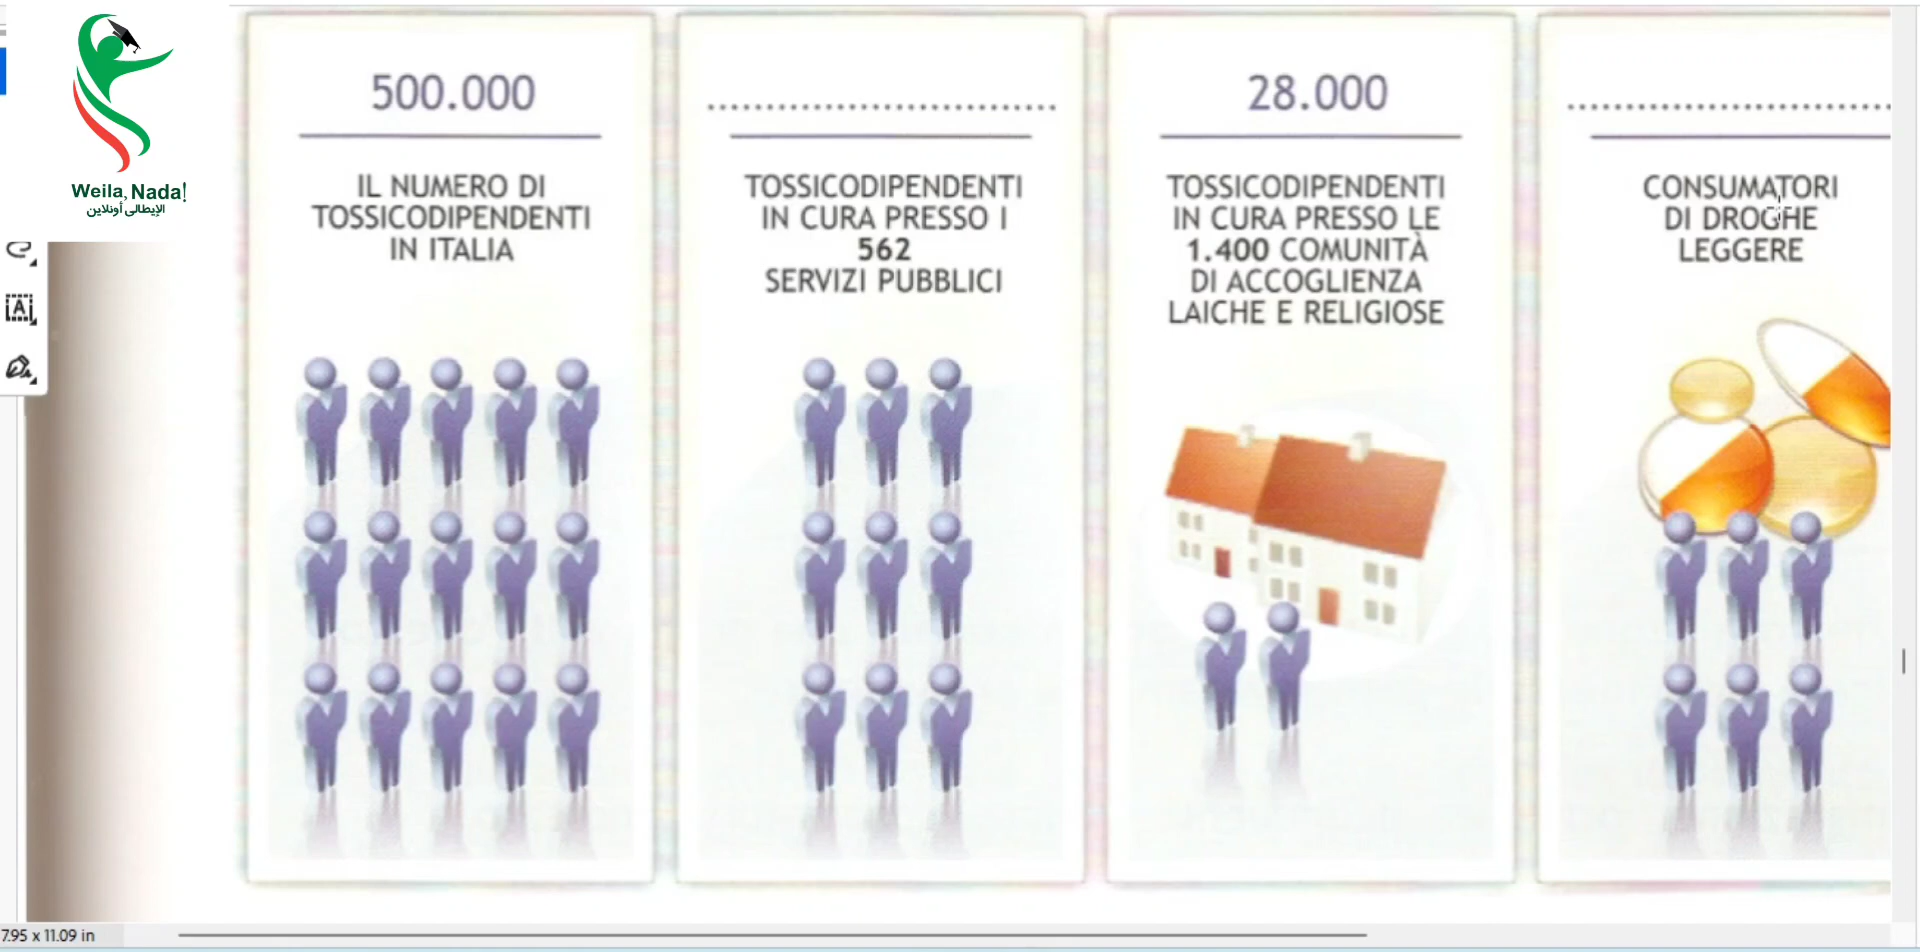 Weila, Nada!
الإيطالي أونلاين
500.000
IL NUMERO DI
TOSSICODIPENDENTI
IN ITALIA
TOSSICODIPENDENTI
IN CURA PRESSO I
562
SERVIZI PUBBLICI
28.000
TOSSICODIPENDENTI
IN CURA PRESSO LE
1.400 COMUNITÀ
DI ACCOGLIENZA
LAICHE E RELIGIOSE
CONSUMATORI
DI DROGHE
LEGGERE
7.95 x 11.09 in